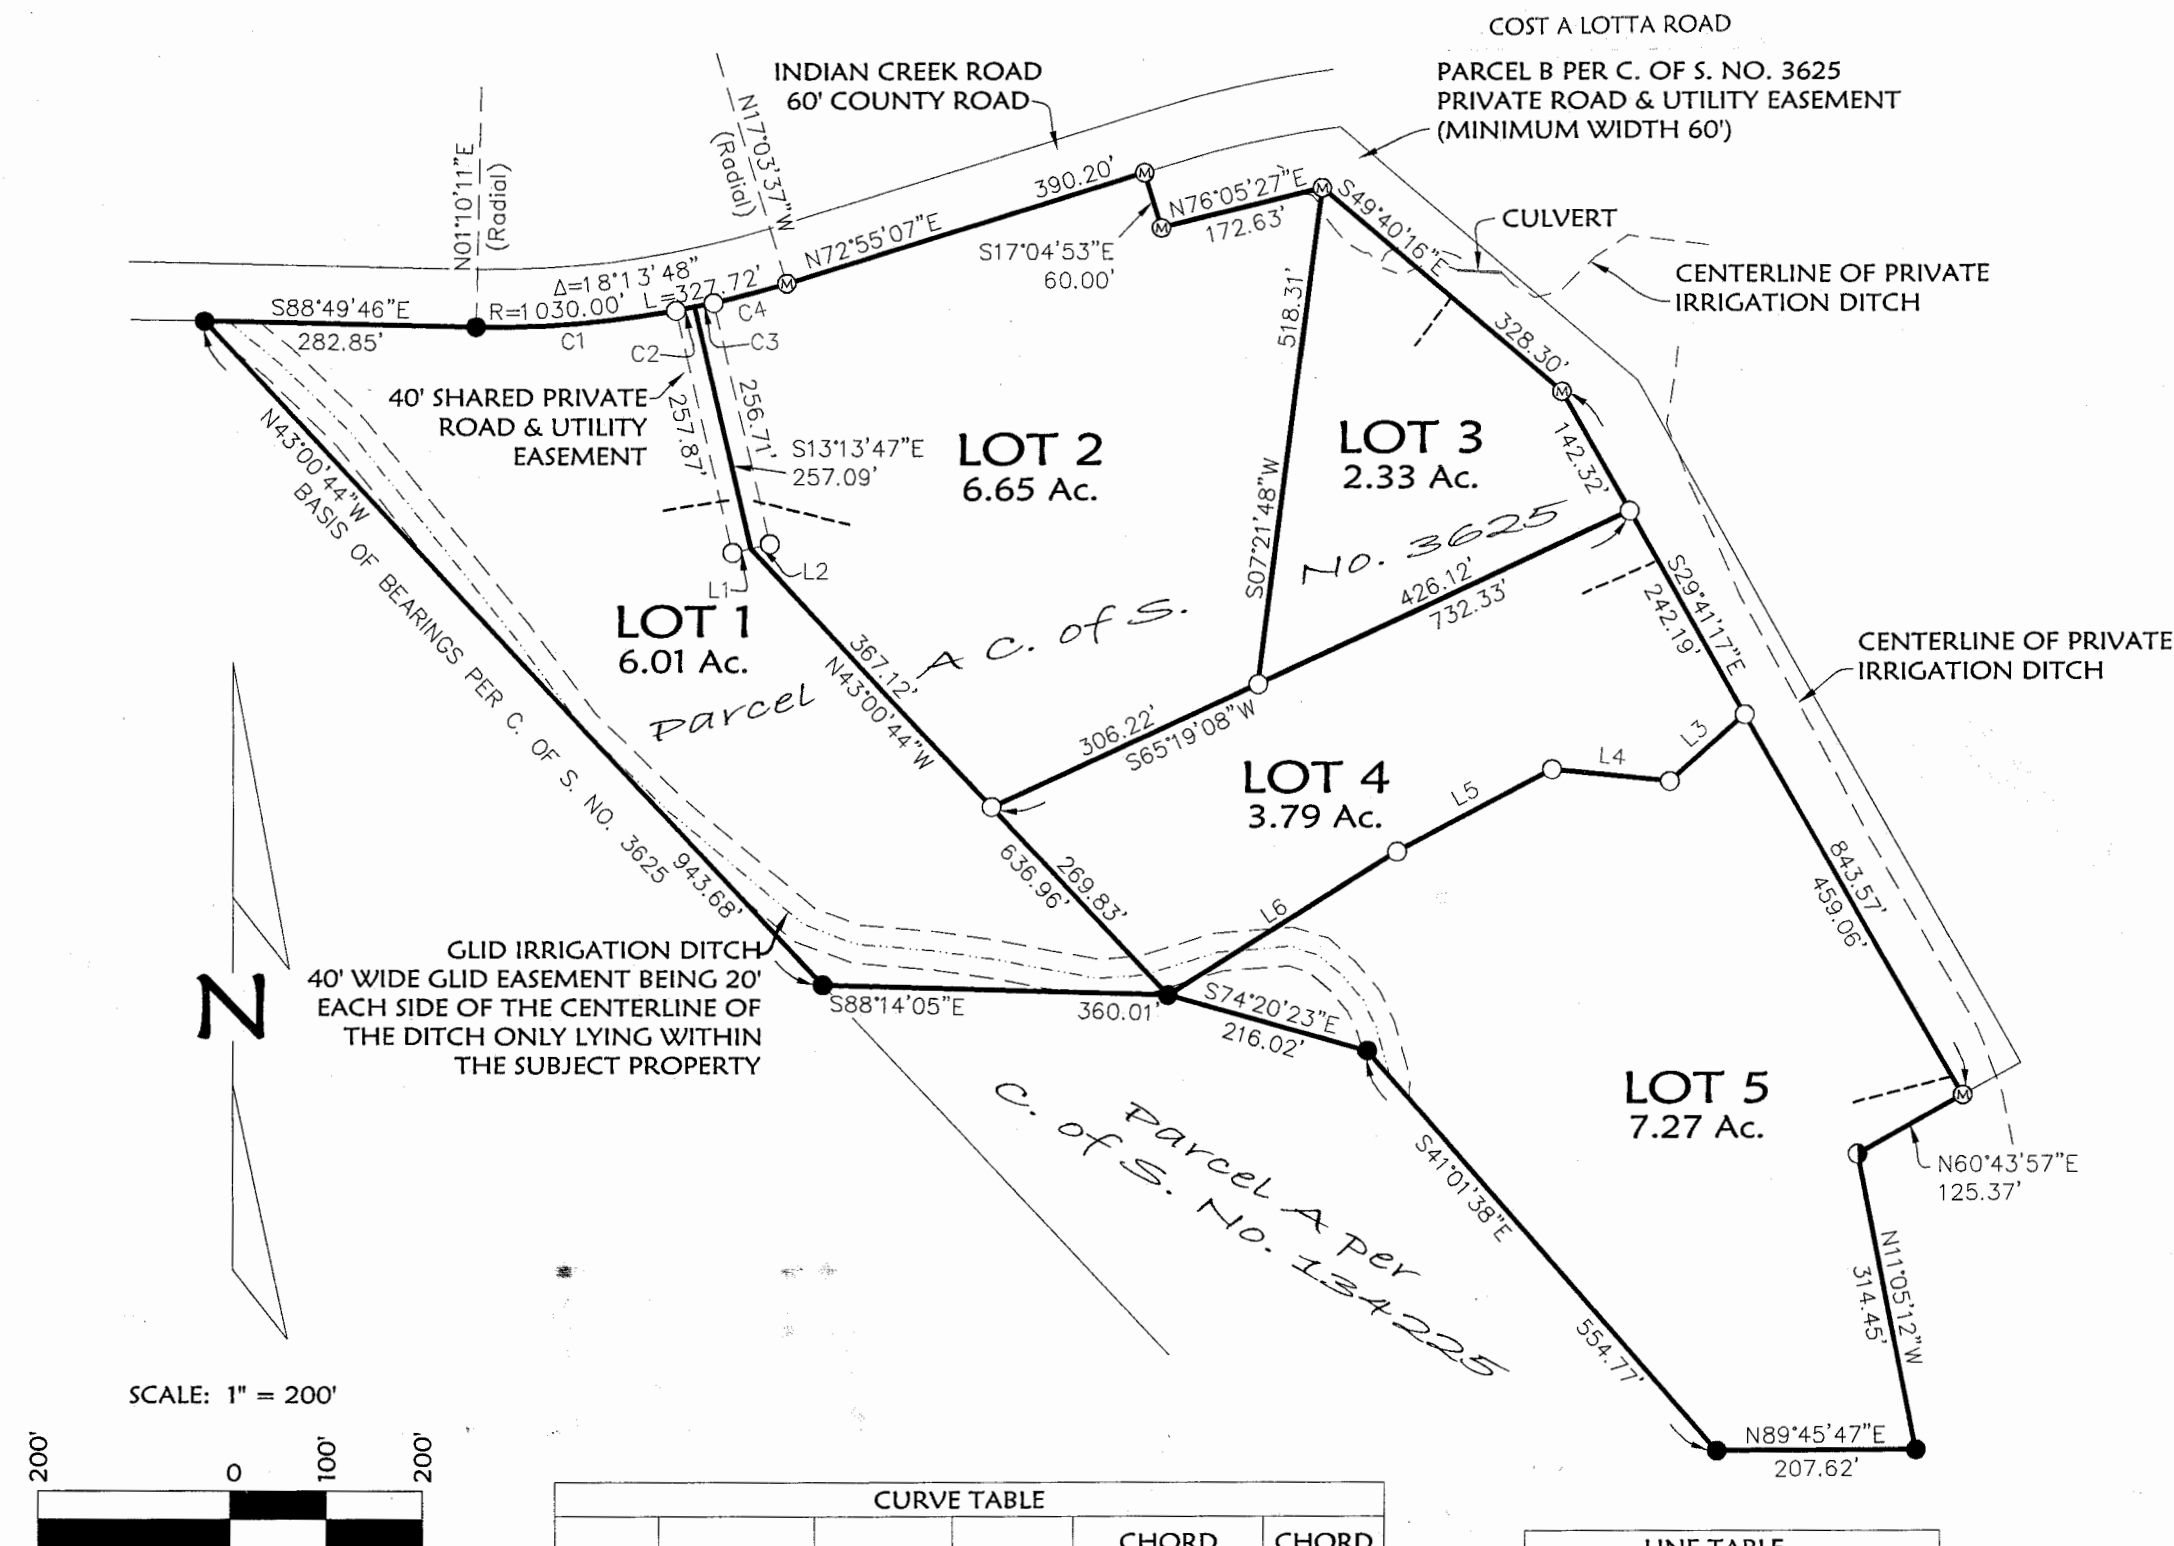 COST A LOTTA ROAD
PARCEL B PER C. OF S. NO. 3625
PRIVATE ROAD & UTILITY EASEMENT
(MINIMUM WIDTH 60')
INDIAN CREEK ROAD
60' COUNTY ROAD
N01°10'11"E
(Radial)
N17°03'37"W
(Radial)
S88°49'46"E
282.85'
Δ=18°13'48"
R=1030.00' L=327.72'
C1
C2
C3
C4
N72°55'07"E
390.20'
S17°04'53"E
60.00'
N76°05'27"E
172.63'
S49°40'16"E
328.30'
CULVERT
CENTERLINE OF PRIVATE
IRRIGATION DITCH
40' SHARED PRIVATE
ROAD & UTILITY
EASEMENT
257.87'
256.71'
S13°13'47"E
257.09'
LOT 2
6.65 Ac.
518.31'
S07°21'48"W
LOT 3
2.33 Ac.
142.32'
N43°00'44"W
BASIS OF BEARINGS PER C. OF S. NO. 3625
943.68'
L1
L2
LOT 1
6.01 Ac.
Parcel A C. of S. No. 3625
367.12'
N43°00'44"W
426.12'
732.33'
306.22'
S65°19'08"W
S29°41'17"E
242.19'
CENTERLINE OF PRIVATE
IRRIGATION DITCH
LOT 4
3.79 Ac.
L3
L4
L5
L6
269.83'
636.96'
843.57'
459.06'
GLID IRRIGATION DITCH
40' WIDE GLID EASEMENT BEING 20'
EACH SIDE OF THE CENTERLINE OF
THE DITCH ONLY LYING WITHIN
THE SUBJECT PROPERTY
N
S88°14'05"E
360.01'
S74°20'23"E
216.02'
LOT 5
7.27 Ac.
N60°43'57"E
125.37'
Parcel A Per
C. of S. No. 134225
S41°01'38"E
554.77'
N11°05'12"W
314.45'
N89°45'47"E
207.62'
SCALE: 1" = 200'
200'
0
100'
200'
CURVE TABLE
CHORD
CHORD
LINE TABLE